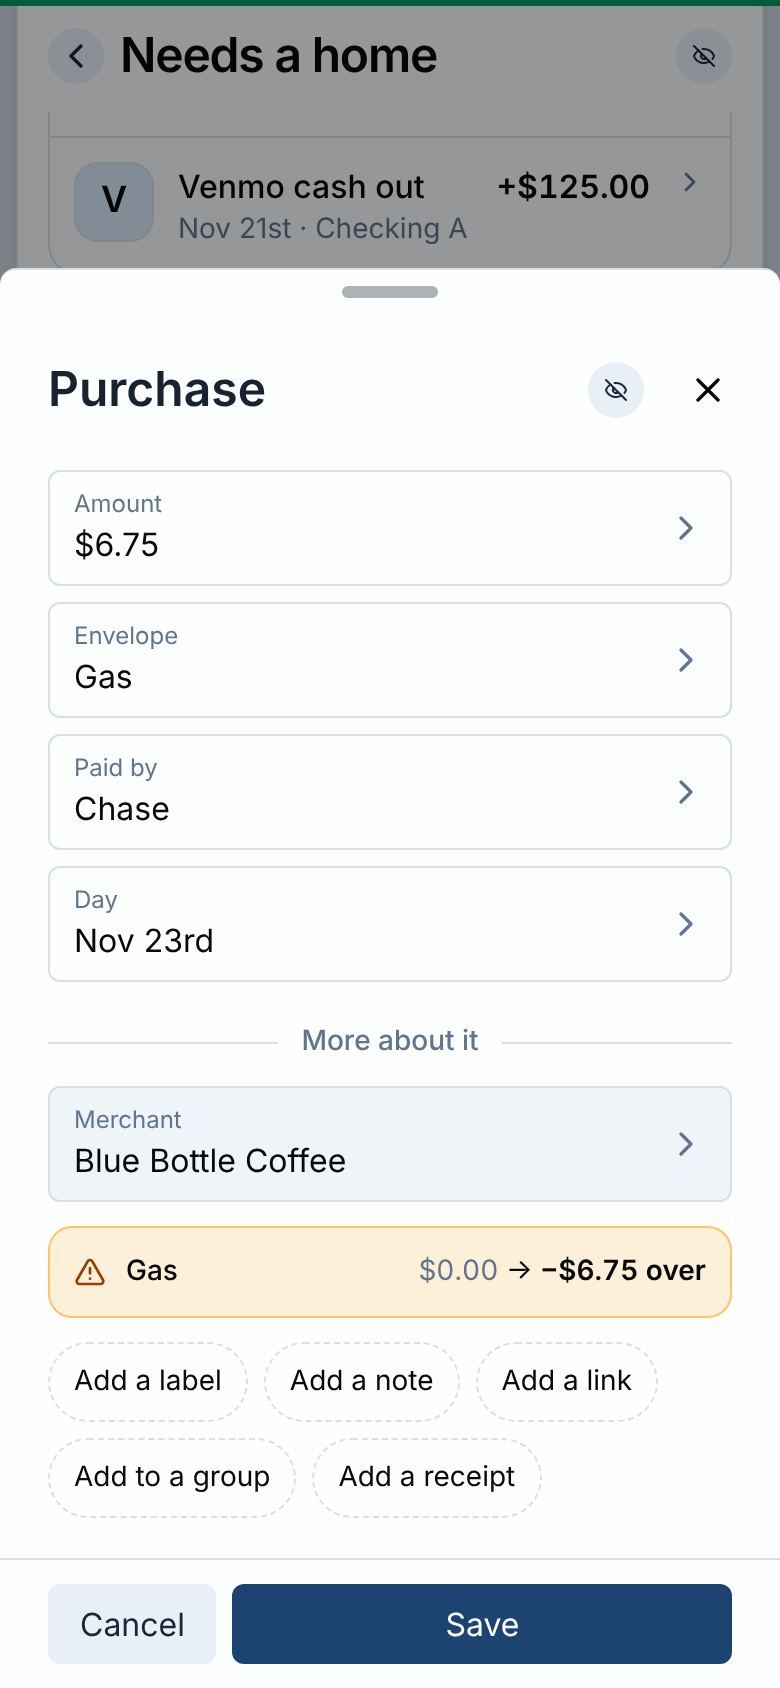 Needs a home
V
Venmo cash out
+$125.00
Nov 21st · Checking A
Purchase
Amount
$6.75
Envelope
Gas
Paid by
Chase
Day
Nov 23rd
More about it
Merchant
Blue Bottle Coffee
Gas
$0.00 → −$6.75 over
Add a label
Add a note
Add a link
Add to a group
Add a receipt
Cancel
Save